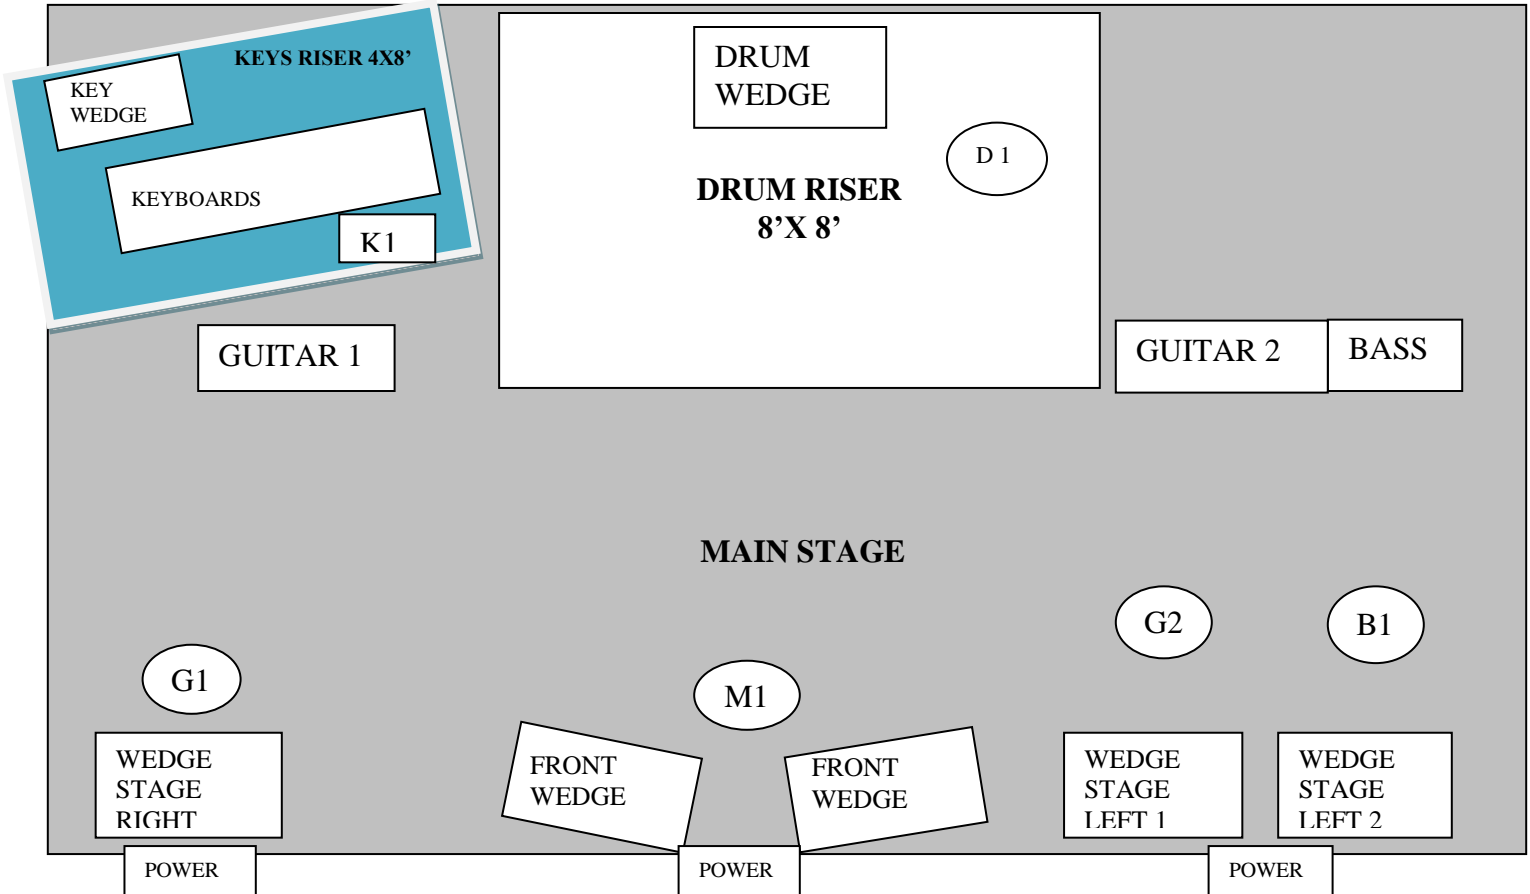 KEYS RISER 4X8’
KEY
WEDGE
KEYBOARDS
K1
DRUM
WEDGE
D 1
DRUM RISER
8’X 8’
GUITAR 1
GUITAR 2
BASS
MAIN STAGE
G1
M1
G2
B1
WEDGE
STAGE
RIGHT
FRONT
WEDGE
FRONT
WEDGE
WEDGE
STAGE
LEFT 1
WEDGE
STAGE
LEFT 2
POWER
POWER
POWER